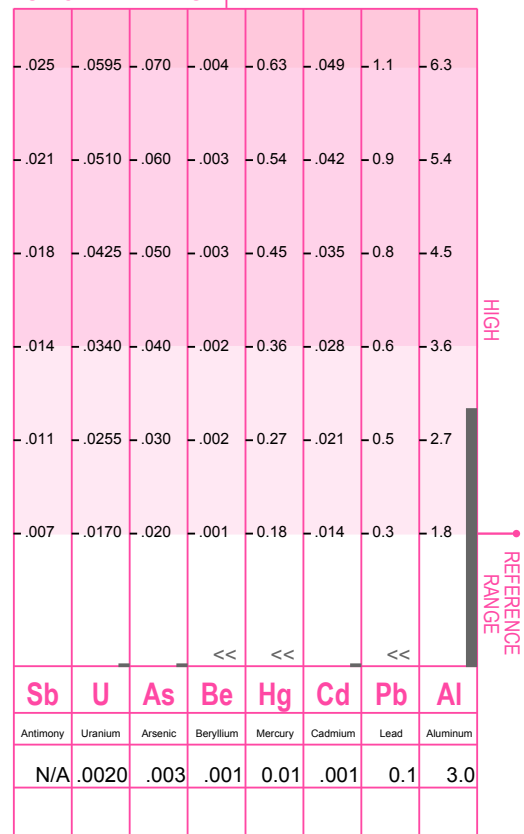 .025 .0595 .070 .004 0.63 .049 1.1 6.3
.021 .0510 .060 .003 0.54 .042 0.9 5.4
.018 .0425 .050 .003 0.45 .035 0.8 4.5
HIGH
.014 .0340 .040 .002 0.36 .028 0.6 3.6
.011 .0255 .030 .002 0.27 .021 0.5 2.7
.007 .0170 .020 .001 0.18 .014 0.3 1.8
REFERENCE
RANGE
<< << <<
Sb U As Be Hg Cd Pb Al
Antimony Uranium Arsenic Beryllium Mercury Cadmium Lead Aluminum
N/A .0020 .003 .001 0.01 .001 0.1 3.0